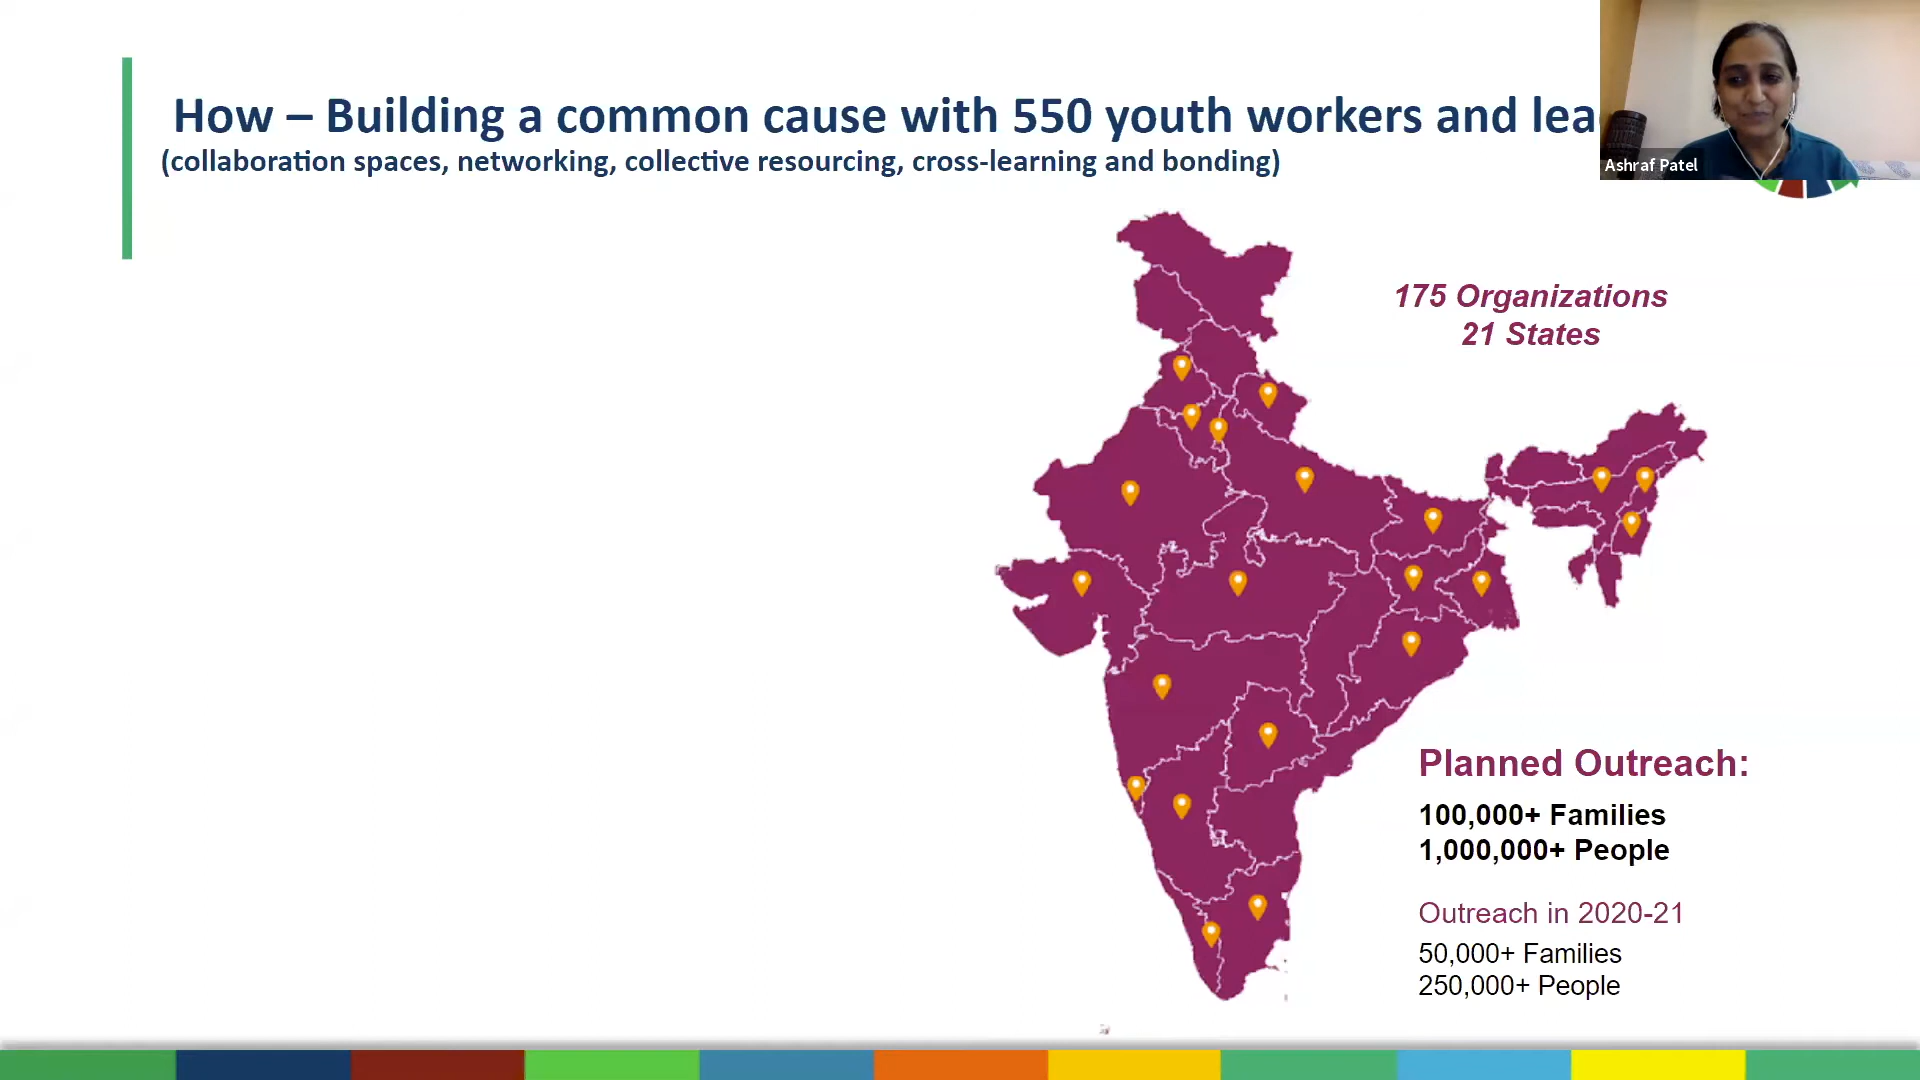 How – Building a common cause with 550 youth workers and lea
(collaboration spaces, networking, collective resourcing, cross-learning and bonding)
Ashraf Patel
175 Organizations
21 States
Planned Outreach:
100,000+ Families
1,000,000+ People
Outreach in 2020-21
50,000+ Families
250,000+ People